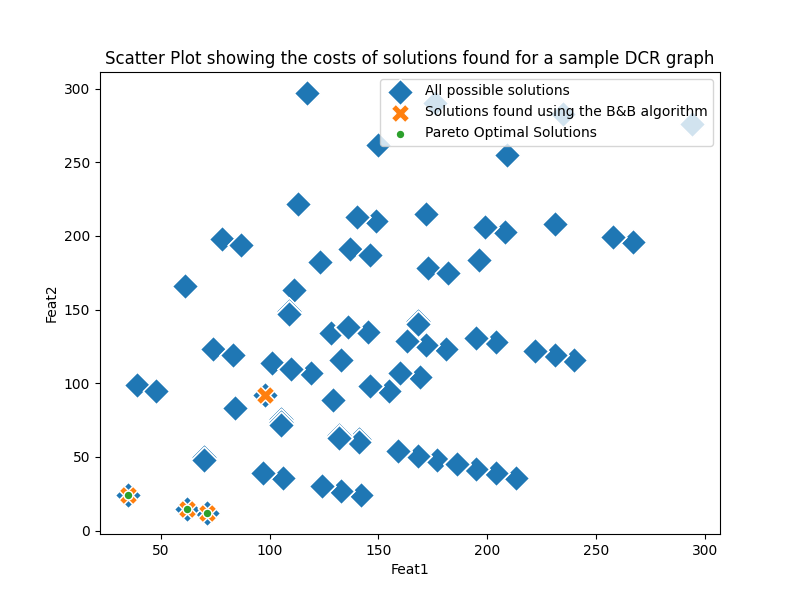 Scatter Plot showing the costs of solutions found for a sample DCR graph
All possible solutions
Solutions found using the B&B algorithm
Pareto Optimal Solutions
300
250
200
150
100
50
0
Feat2
50
100
150
200
250
300
Feat1